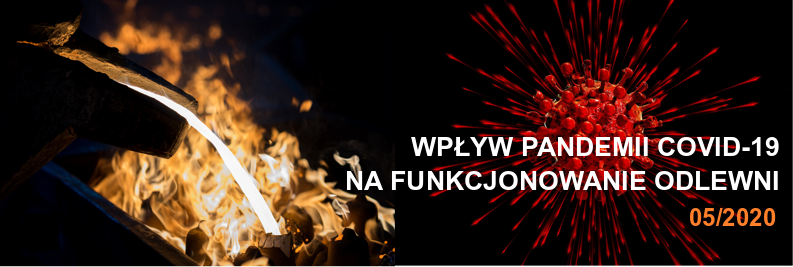 WPŁYW PANDEMII COVID-19
NA FUNKCJONOWANIE ODLEWNI
05/2020